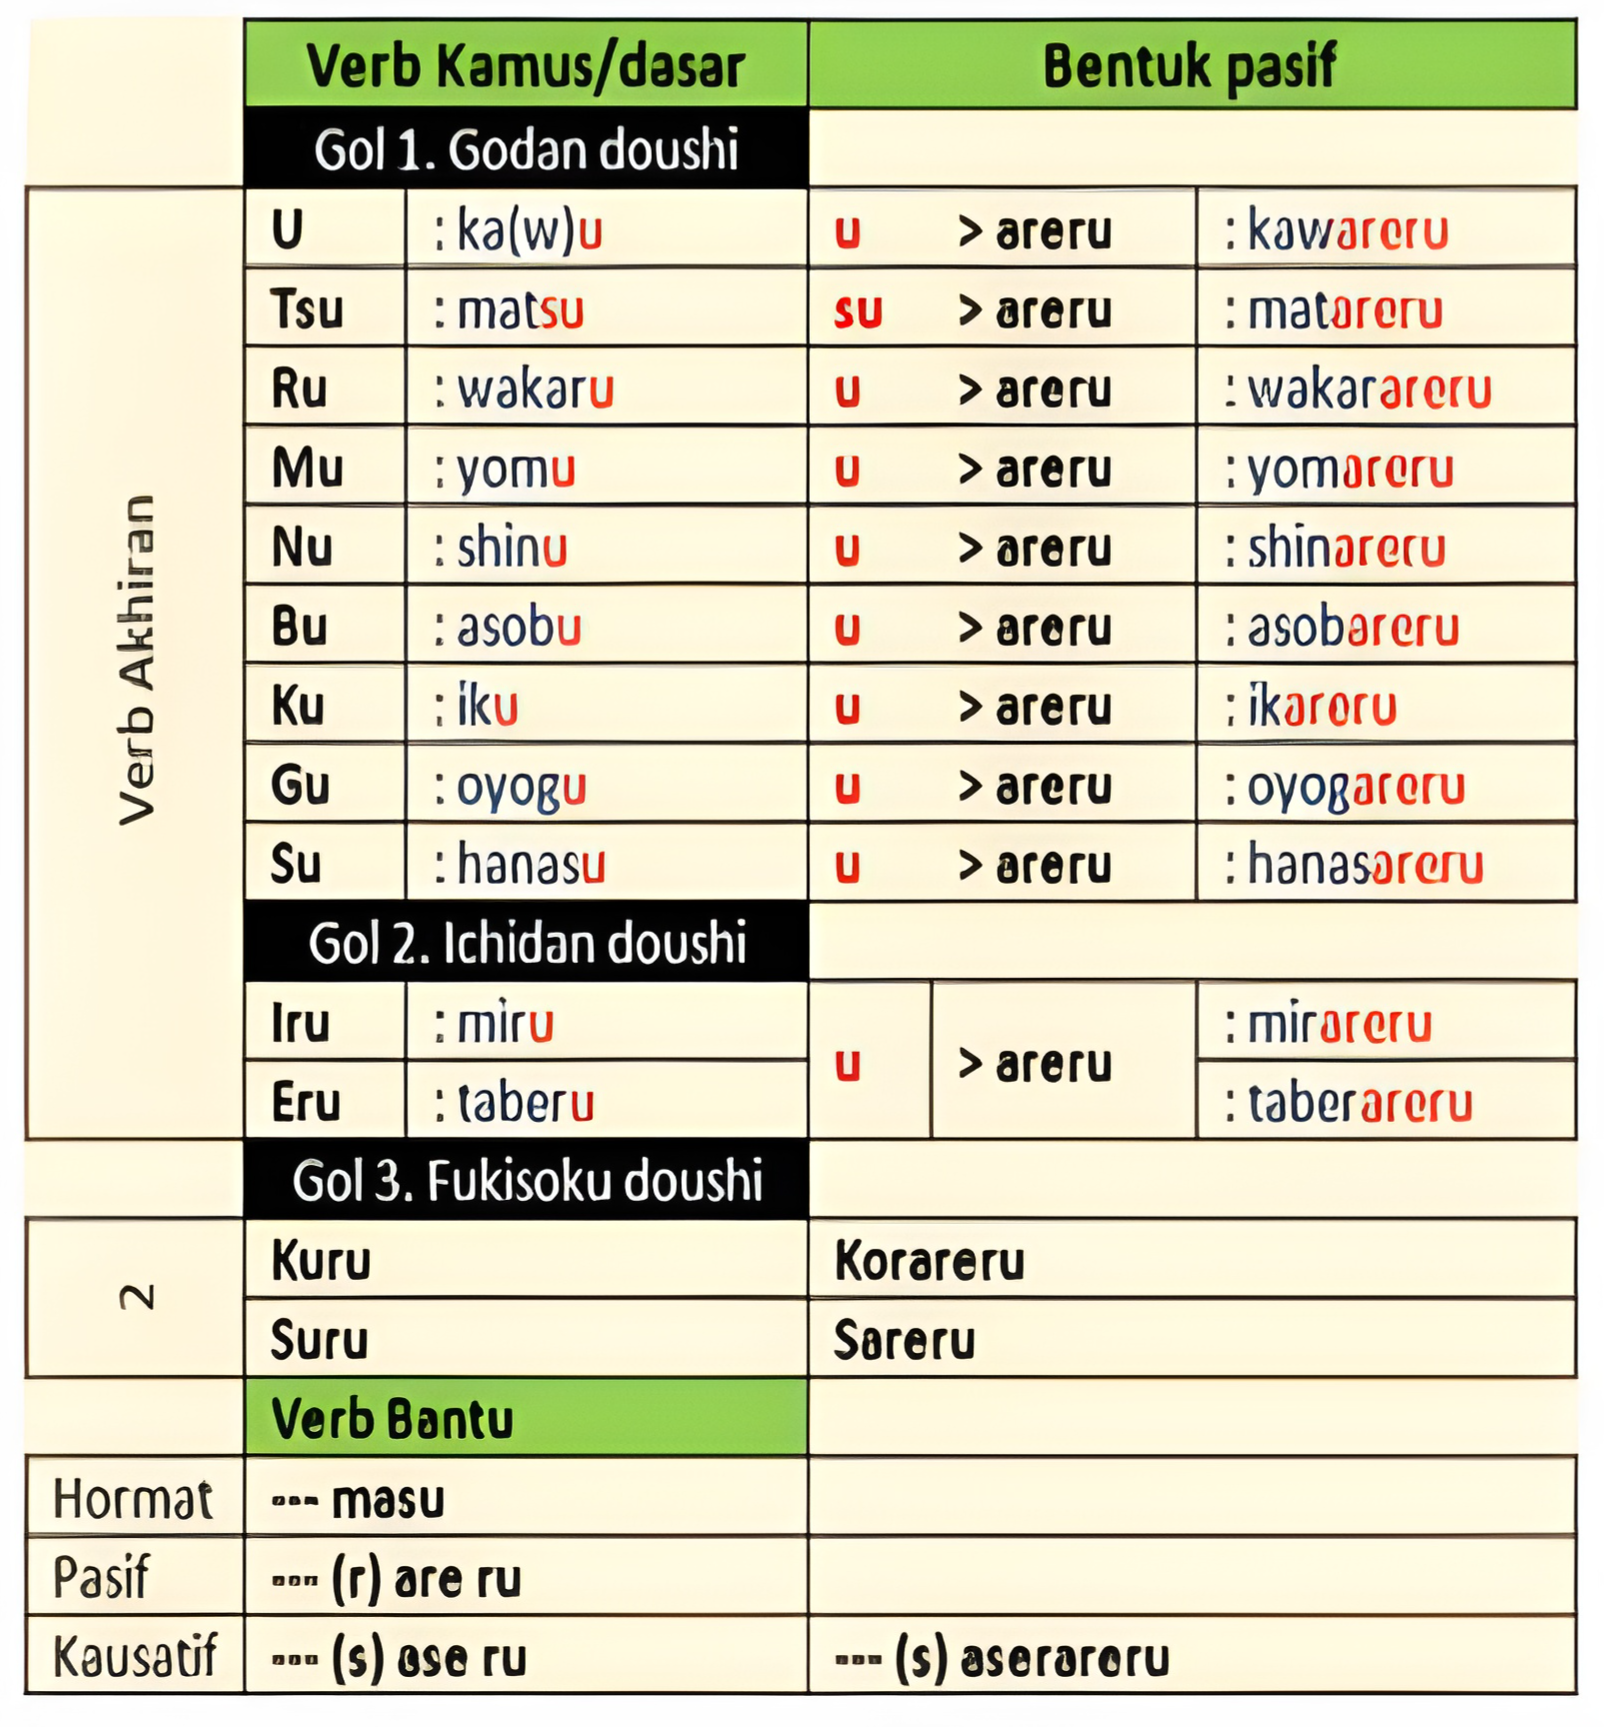 Verb Kamus/dasar Bentuk pasif
Gol 1. Godan doushi
Verb Akhiran
U : ka(w)u u > areru : kawareru
Tsu : matsu su > areru : matareru
Ru : wakaru u > areru : wakarareru
Mu : yomu u > areru : yomareru
Nu : shinu u > areru : shinareru
Bu : asobu u > areru : asobareru
Ku : iku u > areru : ikareru
Gu : oyogu u > areru : oyogareru
Su : hanasu u > areru : hanasareru
Gol 2. Ichidan doushi
Iru : miru u > areru : mirareru
Eru : taberu : taberareru
Gol 3. Fukisoku doushi
2
Kuru Korareru
Suru Sareru
Verb Bantu
Hormat --- masu
Pasif --- (r) are ru
Kausatif --- (s) ase ru --- (s) aserareru